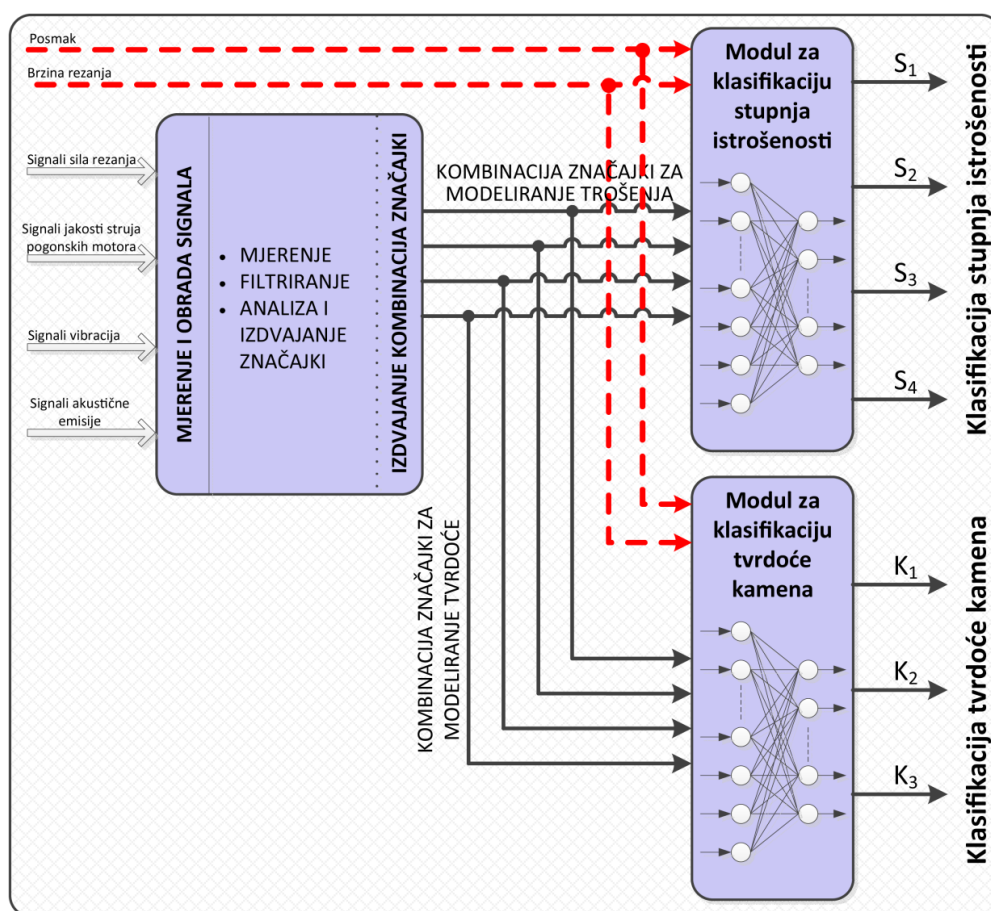 Posmak
Brzina rezanja
Signali sila rezanja
Signali jakosti struja
pogonskih motora
Signali vibracija
Signali akustične
emisije
MJERENJE I OBRADA SIGNALA
• MJERENJE
• FILTRIRANJE
• ANALIZA I
IZDVAJANJE
ZNAČAJKI
IZDVAJANJE KOMBINACIJA ZNAČAJKI
KOMBINACIJA ZNAČAJKI ZA
MODELIRANJE TROŠENJA
KOMBINACIJA ZNAČAJKI ZA
MODELIRANJE TVRDOĆE
Modul za
klasifikaciju
stupnja
istrošenosti
S₁
S₂
S₃
S₄
Klasifikacija stupnja istrošenosti
Modul za
klasifikaciju
tvrdoće
kamena
K₁
K₂
K₃
Klasifikacija tvrdoće kamena